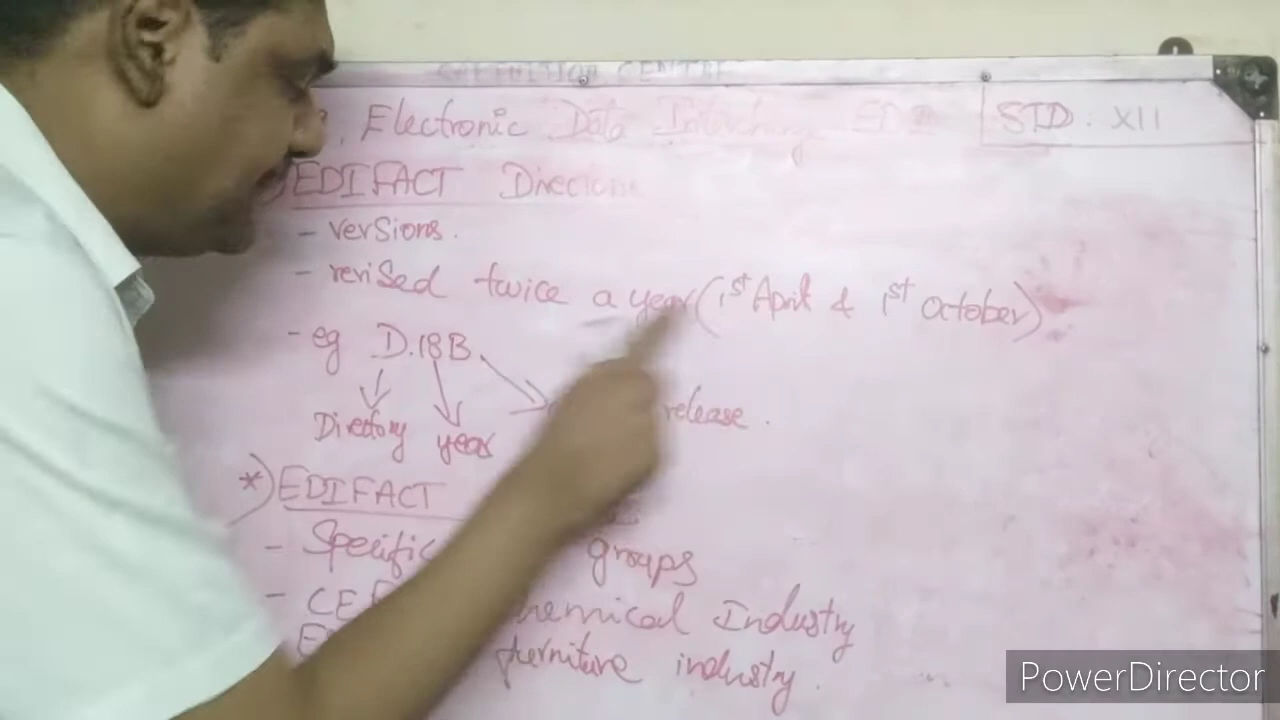 Electronic Data Interchange EDI
STD. XII
EDIFACT Directories
- versions.
- revised twice a year (1st April & 1st October)
- eg D.18B
release.
Directory year
*) EDIFACT
- Specific groups
- CEF chemical Industry
furniture industry.
PowerDirector